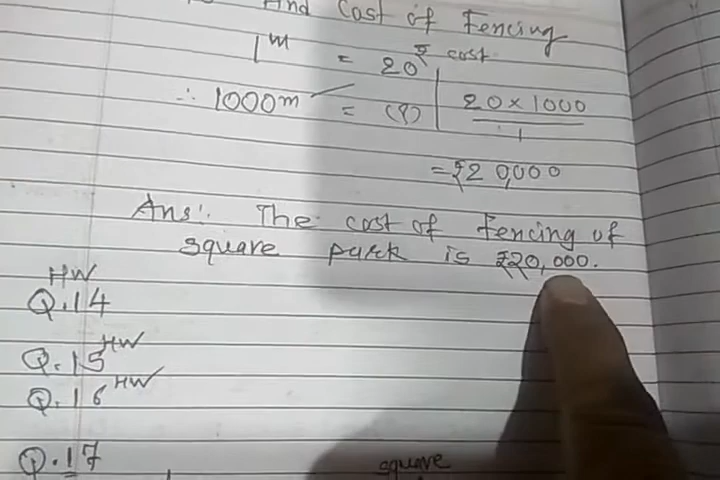 And Cost of Fencing
1m = 20₹ cost
∴ 1000m = (?) | 20×1000 / 1
= ₹20,000
Ans:. The cost of fencing of
square park is ₹20,000.
HW
Q.14
Q.15 HW
Q.16 HW
Q.17
square